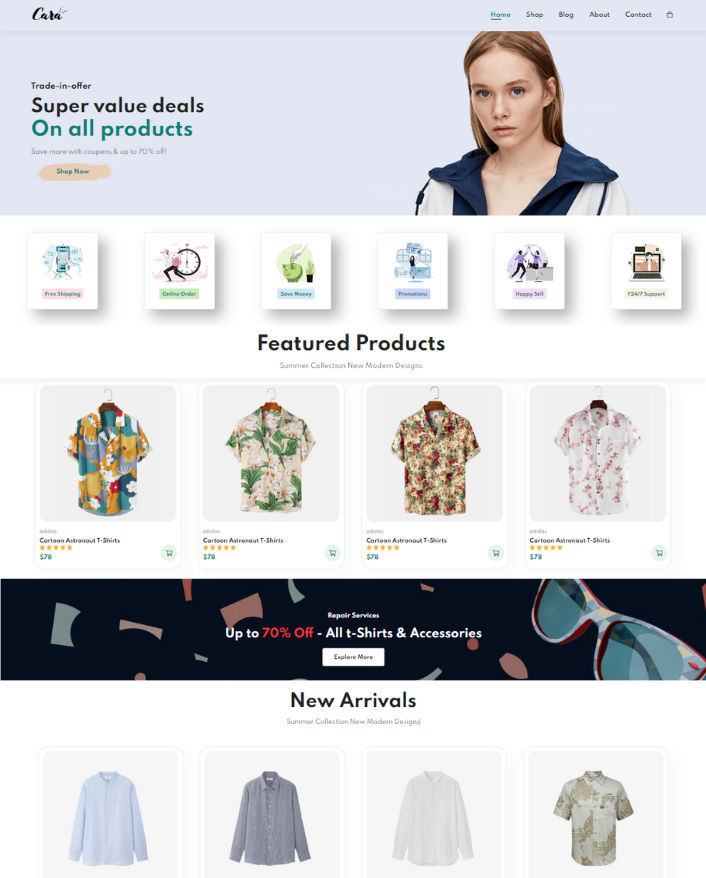 Cara
Home Shop Blog About Contact
Trade-in-offer
Super value deals
On all products
Save more with coupons & up to 70% off!
Shop Now
Free Shipping Online Order Save Money Promotions Happy Sell F24/7 Support
Featured Products
Summer Collection New Modern Designs
adidas adidas adidas adidas
Cartoon Astronaut T-Shirts Cartoon Astronaut T-Shirts Cartoon Astronaut T-Shirts Cartoon Astronaut T-Shirts
$78 $78 $78 $78
Repair Services
Up to 70% Off - All t-Shirts & Accessories
Explore More
New Arrivals
Summer Collection New Modern Designs